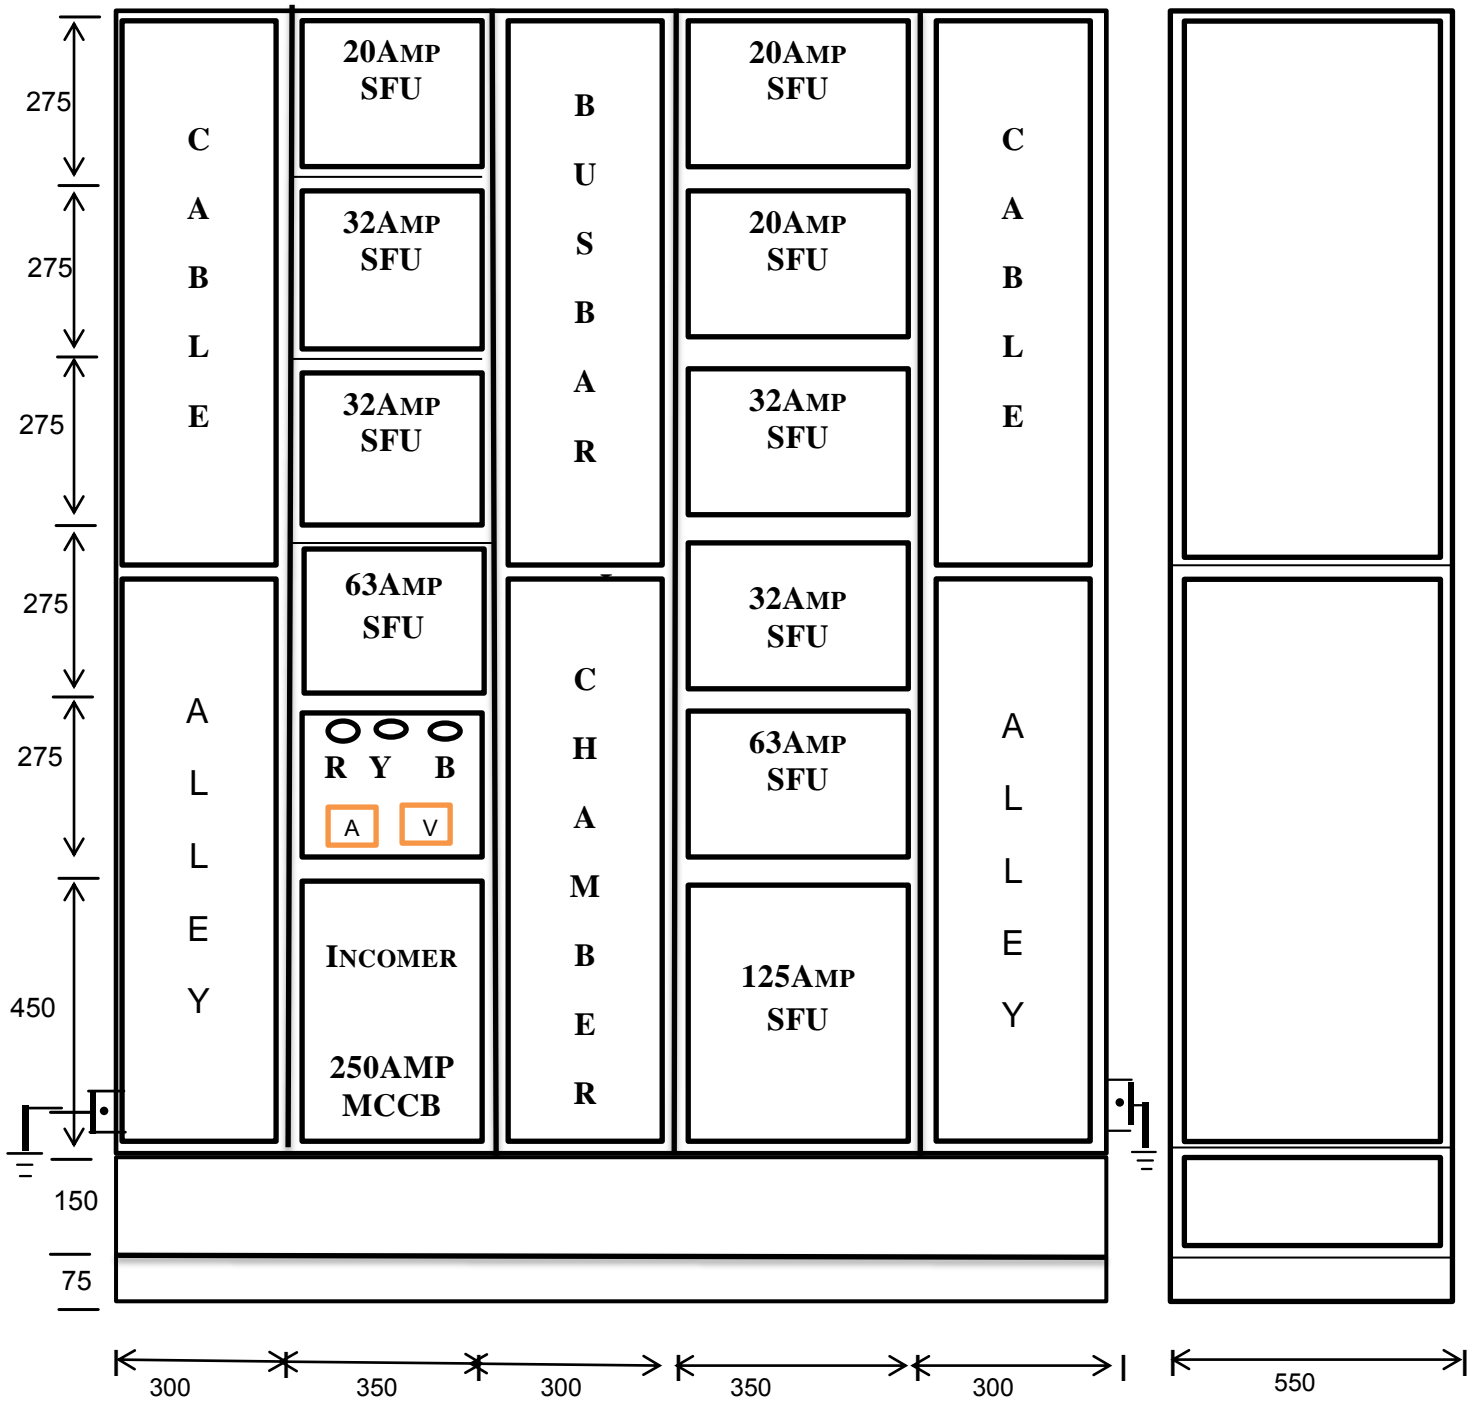 275
275
275
275
275
450
150
75
C
A
B
L
E
A
L
L
E
Y
20AMP
SFU
32AMP
SFU
32AMP
SFU
63AMP
SFU
R Y B
A V
INCOMER
250AMP
MCCB
B
U
S
B
A
R
C
H
A
M
B
E
R
20AMP
SFU
20AMP
SFU
32AMP
SFU
32AMP
SFU
63AMP
SFU
125AMP
SFU
C
A
B
L
E
A
L
L
E
Y
300 350 300 350 300 550